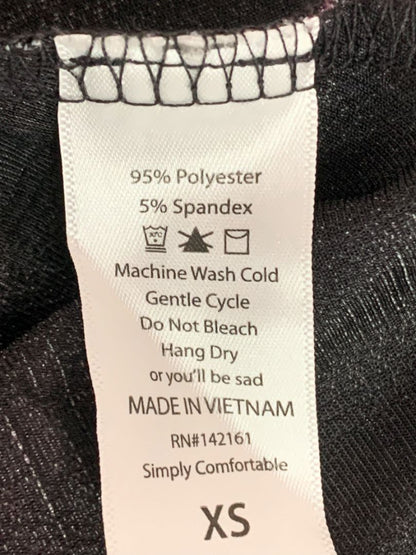 95% Polyester
5% Spandex
Machine Wash Cold
Gentle Cycle
Do Not Bleach
Hang Dry
or you'll be sad
MADE IN VIETNAM
RN#142161
Simply Comfortable
XS